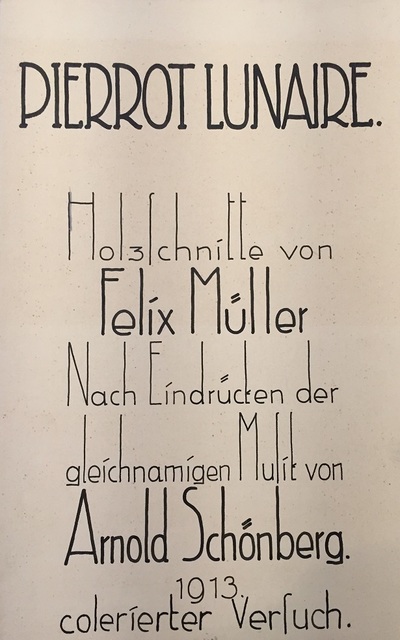 PIERROT LUNAIRE.
Holzſchnitte von
Felix Müller
Nach Eindrücken der
gleichnamigen Muſik von
Arnold Schönberg.
1913.
colerierter Verſuch.